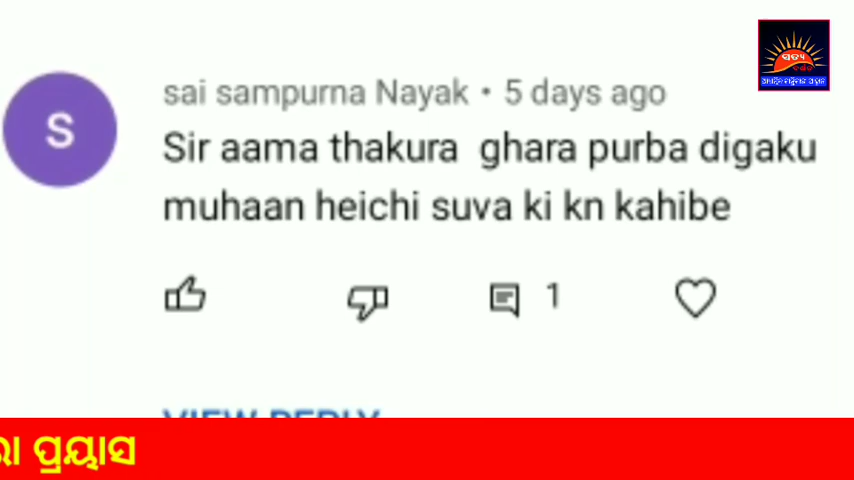 ସତ୍ୟ
sai sampurna Nayak • 5 days ago
S
Sir aama thakura ghara purba digaku
muhaan heichi suva ki kn kahibe
1
VIEW REPLY
ପ୍ରୟାସ